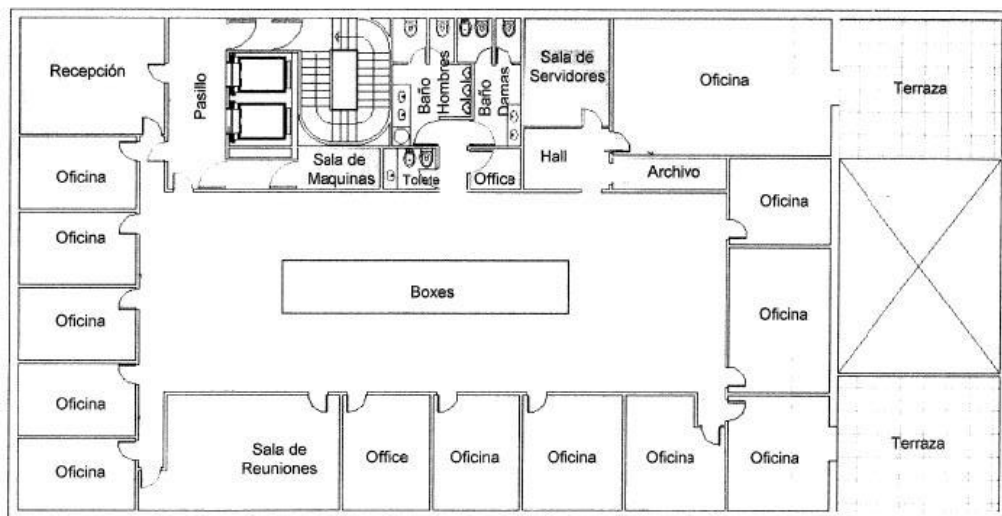 Recepción
Pasillo
Baño
Hombres
Baño
Damas
Sala de
Servidores
Oficina
Terraza
Oficina
Sala de
Maquinas
Tolete
Office
Hall
Archivo
Oficina
Oficina
Boxes
Oficina
Oficina
Oficina
Oficina
Sala de
Reuniones
Office
Oficina
Oficina
Oficina
Oficina
Terraza